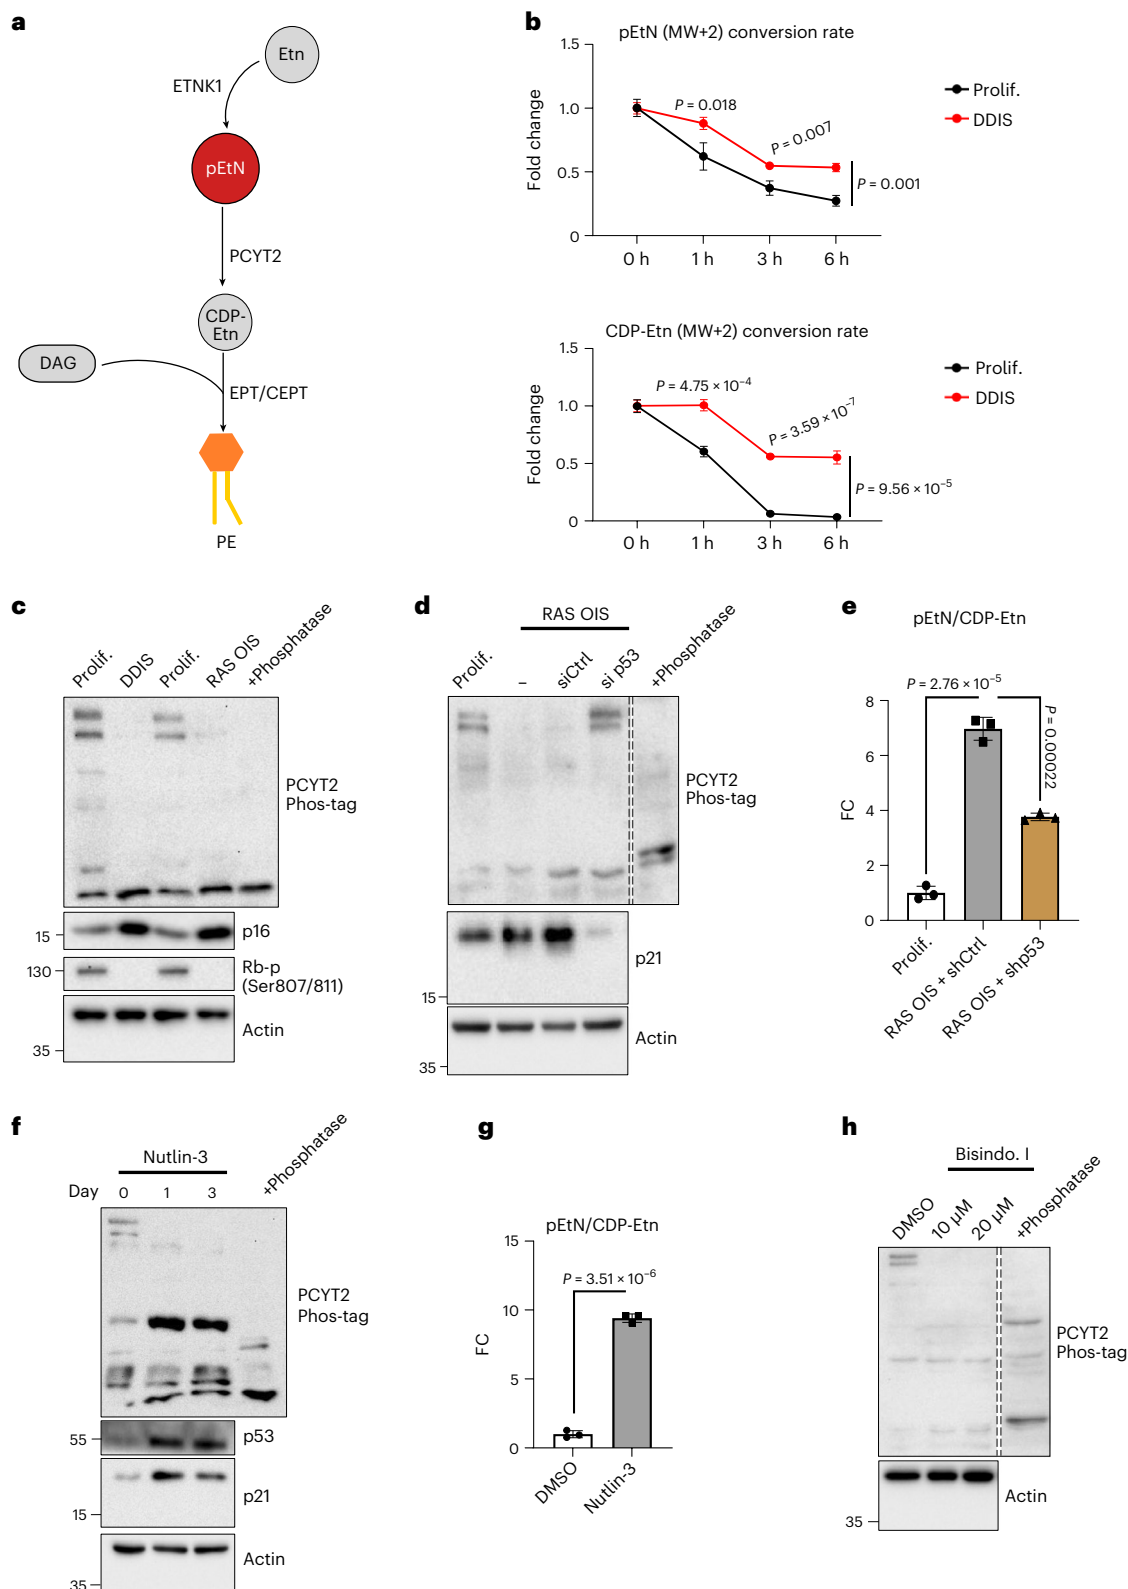 a
Etn
ETNK1
pEtN
PCYT2
CDP-
Etn
DAG
EPT/CEPT
PE
b
pEtN (MW+2) conversion rate
1.5
1.0
0.5
0
Fold change
P = 0.018
P = 0.007
P = 0.001
Prolif.
DDIS
0 h
1 h
3 h
6 h
CDP-Etn (MW+2) conversion rate
1.5
1.0
0.5
0
Fold change
P = 4.75 × 10⁻⁴
P = 3.59 × 10⁻⁷
P = 9.56 × 10⁻⁵
Prolif.
DDIS
0 h
1 h
3 h
6 h
c
Prolif.
DDIS
Prolif.
RAS OIS
+Phosphatase
PCYT2
Phos-tag
15
p16
130
Rb-p
(Ser807/811)
Actin
35
d
RAS OIS
Prolif.
–
siCtrl
si p53
+Phosphatase
PCYT2
Phos-tag
p21
15
Actin
35
e
pEtN/CDP-Etn
P = 2.76 × 10⁻⁵
P = 0.00022
8
6
4
2
0
FC
Prolif.
RAS OIS + shCtrl
RAS OIS + shp53
f
Nutlin-3
+Phosphatase
Day
0
1
3
PCYT2
Phos-tag
55
p53
p21
15
Actin
35
g
pEtN/CDP-Etn
15
10
5
0
P = 3.51 × 10⁻⁶
FC
DMSO
Nutlin-3
h
Bisindo. I
DMSO
10 μM
20 μM
+Phosphatase
PCYT2
Phos-tag
Actin
35